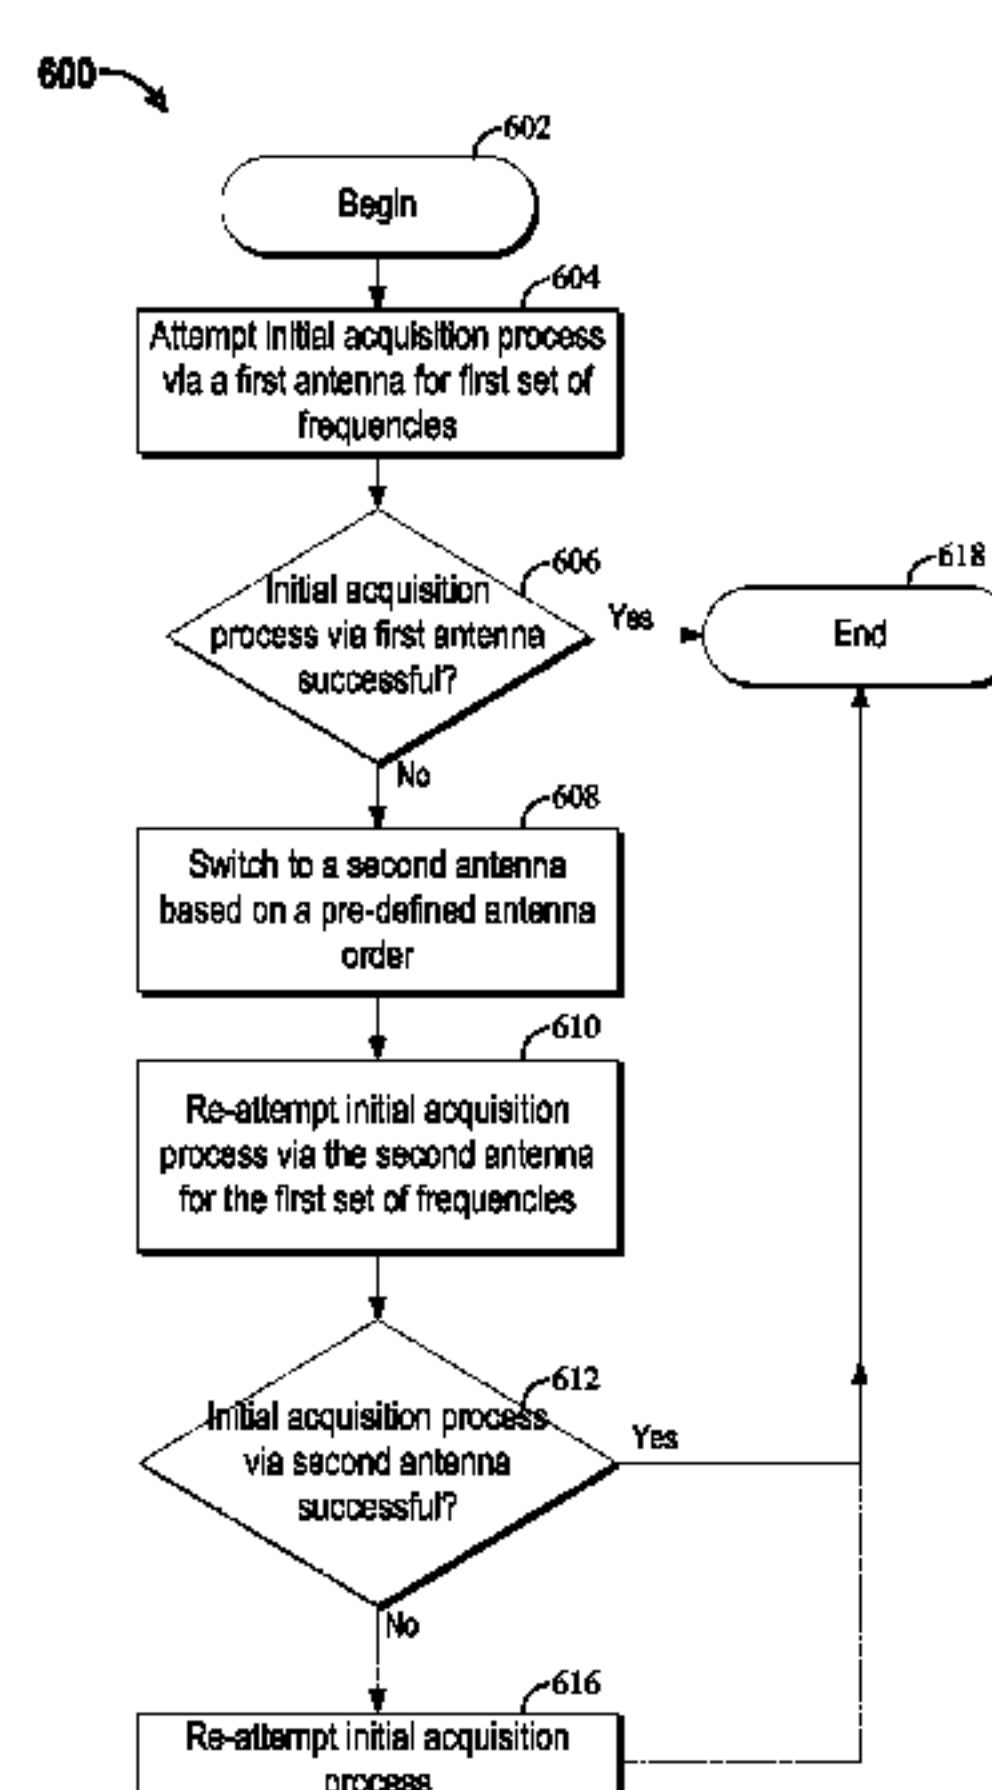 600
602
Begin
604
Attempt initial acquisition process
via a first antenna for first set of
frequencies
606
Initial acquisition
process via first antenna
successful?
Yes
618
End
No
608
Switch to a second antenna
based on a pre-defined antenna
order
610
Re-attempt initial acquisition
process via the second antenna
for the first set of frequencies
612
Initial acquisition process
via second antenna
successful?
Yes
No
616
Re-attempt initial acquisition
process